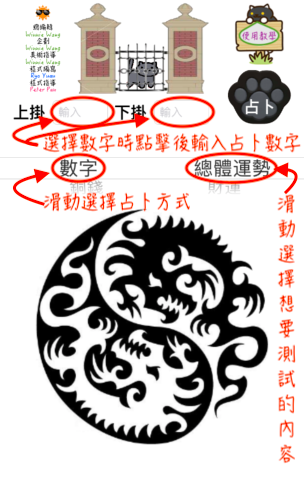 總編輯
Winnie Wang
企劃
Winnie Wang
美術指導
Winnie Wang
程式編寫
Ryo Yuan
程式指導
Peter Pan
使用教學
占卜
上掛 輸入 下掛 輸入
選擇數字時點擊後輸入占卜數字
數字 總體運勢
銅錢 財運
滑動選擇占卜方式
滑動選擇想要測試的內容